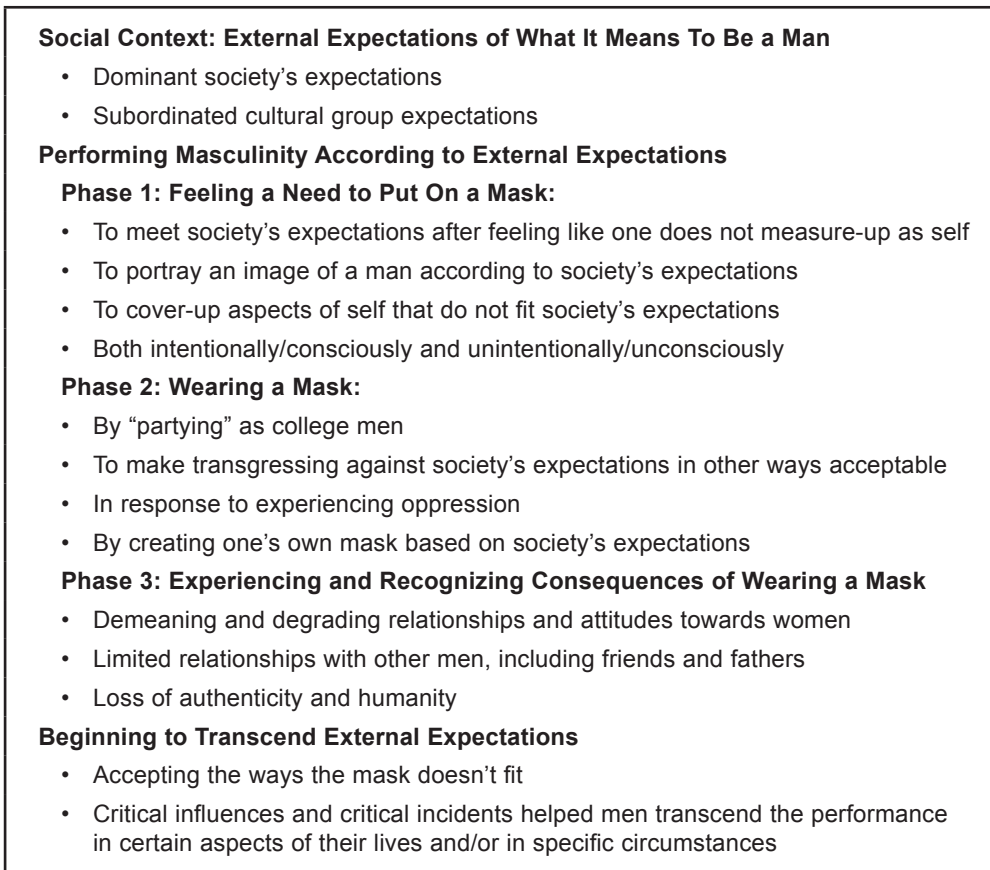 Social Context: External Expectations of What It Means To Be a Man
• Dominant society’s expectations
• Subordinated cultural group expectations
Performing Masculinity According to External Expectations
Phase 1: Feeling a Need to Put On a Mask:
• To meet society’s expectations after feeling like one does not measure-up as self
• To portray an image of a man according to society’s expectations
• To cover-up aspects of self that do not fit society’s expectations
• Both intentionally/consciously and unintentionally/unconsciously
Phase 2: Wearing a Mask:
• By “partying” as college men
• To make transgressing against society’s expectations in other ways acceptable
• In response to experiencing oppression
• By creating one’s own mask based on society’s expectations
Phase 3: Experiencing and Recognizing Consequences of Wearing a Mask
• Demeaning and degrading relationships and attitudes towards women
• Limited relationships with other men, including friends and fathers
• Loss of authenticity and humanity
Beginning to Transcend External Expectations
• Accepting the ways the mask doesn’t fit
• Critical influences and critical incidents helped men transcend the performance
in certain aspects of their lives and/or in specific circumstances